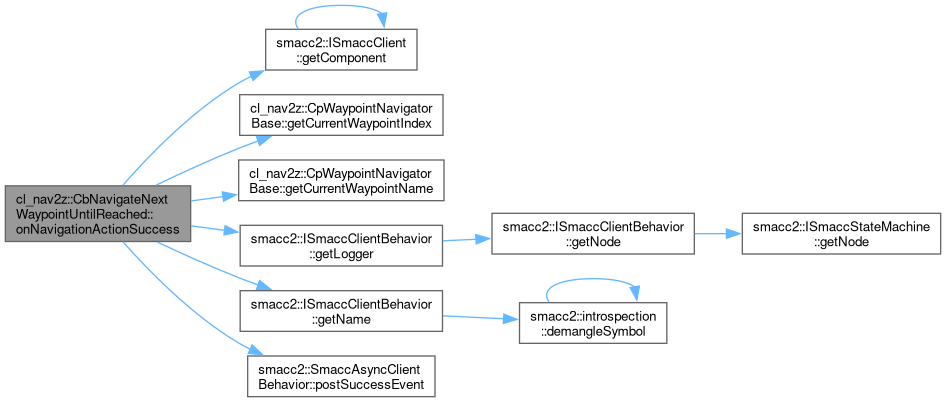 smacc2::ISmaccClient
::getComponent
cl_nav2z::CpWaypointNavigator
Base::getCurrentWaypointIndex
cl_nav2z::CpWaypointNavigator
Base::getCurrentWaypointName
cl_nav2z::CbNavigateNext
WaypointUntilReached::
onNavigationActionSuccess
smacc2::ISmaccClientBehavior
::getLogger
smacc2::ISmaccClientBehavior
::getNode
smacc2::ISmaccStateMachine
::getNode
smacc2::ISmaccClientBehavior
::getName
smacc2::introspection
::demangleSymbol
smacc2::SmaccAsyncClient
Behavior::postSuccessEvent